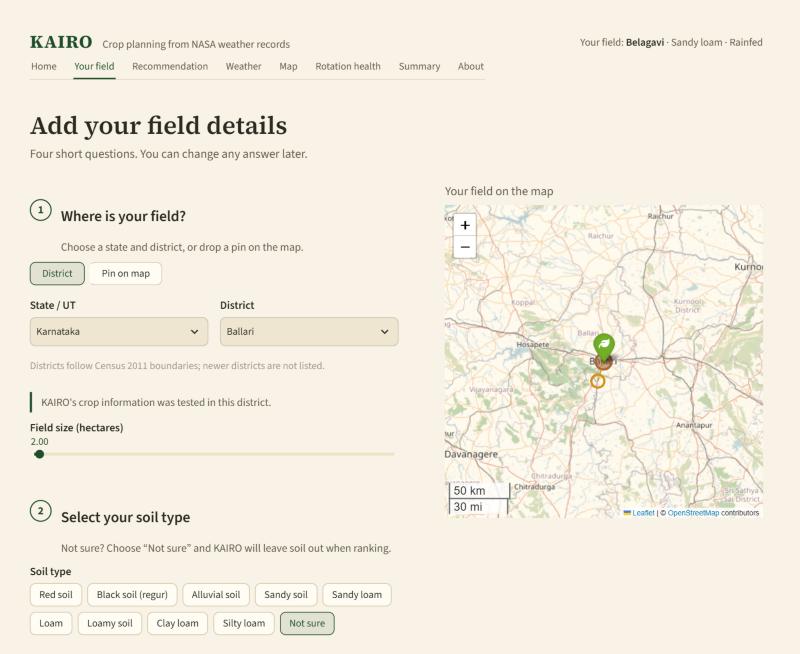 KAIRO Crop planning from NASA weather records
Your field: Belagavi · Sandy loam · Rainfed
Home Your field Recommendation Weather Map Rotation health Summary About
Add your field details
Four short questions. You can change any answer later.
1 Where is your field?
Choose a state and district, or drop a pin on the map.
District Pin on map
State / UT District
Karnataka Ballari
Districts follow Census 2011 boundaries; newer districts are not listed.
KAIRO's crop information was tested in this district.
Field size (hectares)
2.00
2 Select your soil type
Not sure? Choose “Not sure” and KAIRO will leave soil out when ranking.
Soil type
Red soil Black soil (regur) Alluvial soil Sandy soil Sandy loam
Loam Loamy soil Clay loam Silty loam Not sure
Your field on the map
+
−
Raichur
Raichur
Koppal
Kurnool District
Ballari
Hosapete
Vijayanagara
Anantapur
Davanagere
Chitradurga
Chitradurga
Sri Sathya
Sai District
50 km
30 mi
Leaflet | © OpenStreetMap contributors